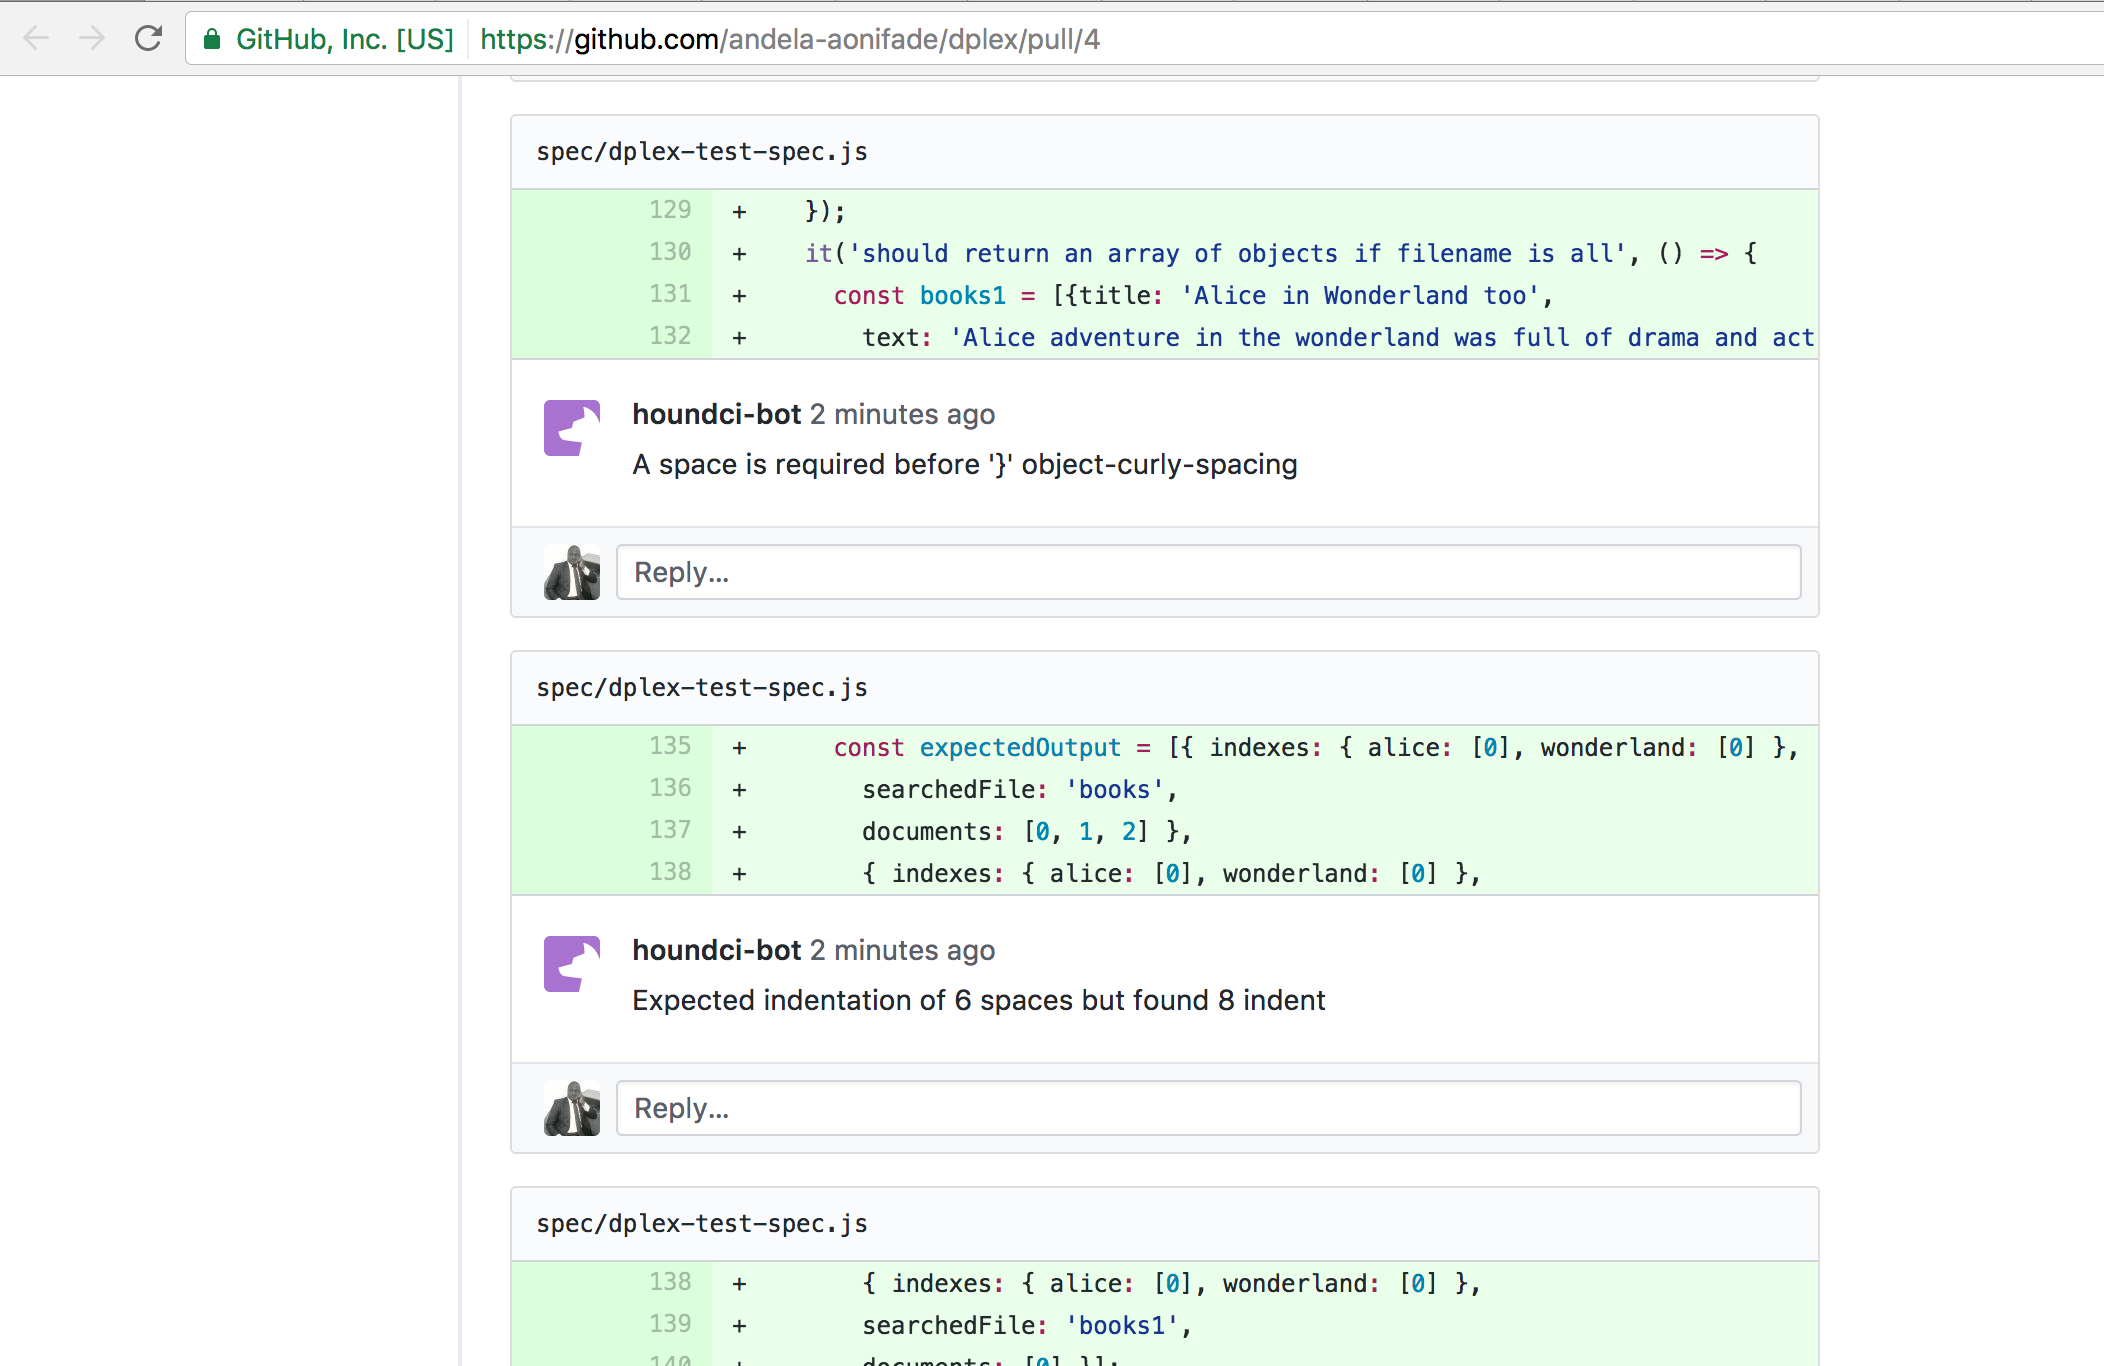 GitHub, Inc. [US] https://github.com/andela-aonifade/dplex/pull/4
spec/dplex-test-spec.js
129 + });
130 + it('should return an array of objects if filename is all', () => {
131 + const books1 = [{title: 'Alice in Wonderland too',
132 + text: 'Alice adventure in the wonderland was full of drama and act
houndci-bot 2 minutes ago
A space is required before '}' object-curly-spacing
Reply...
spec/dplex-test-spec.js
135 + const expectedOutput = [{ indexes: { alice: [0], wonderland: [0] },
136 + searchedFile: 'books',
137 + documents: [0, 1, 2] },
138 + { indexes: { alice: [0], wonderland: [0] },
houndci-bot 2 minutes ago
Expected indentation of 6 spaces but found 8 indent
Reply...
spec/dplex-test-spec.js
138 + { indexes: { alice: [0], wonderland: [0] },
139 + searchedFile: 'books1',
140 + documents: [0] }];